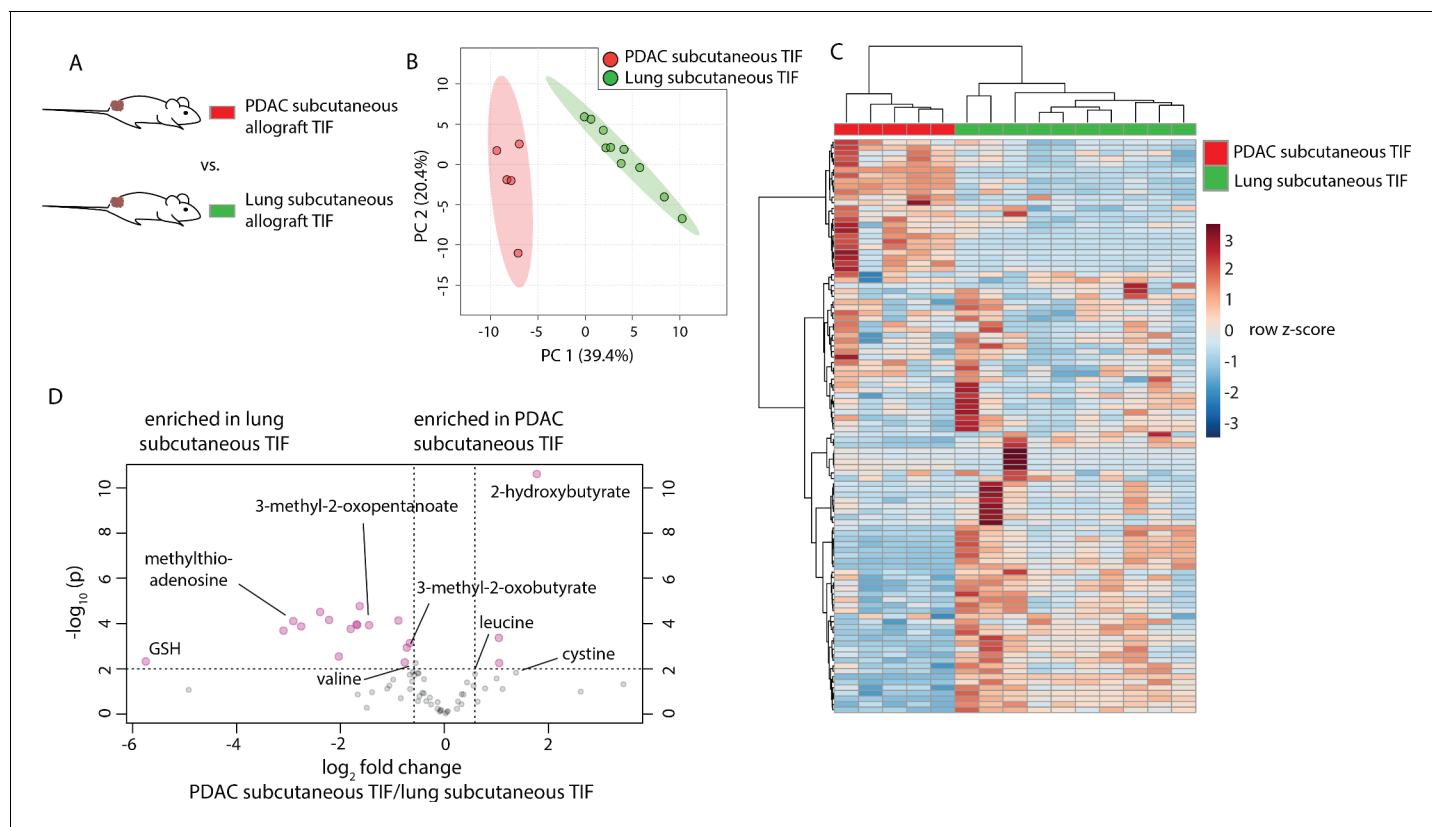 A
PDAC subcutaneous
allograft TIF
vs.
Lung subcutaneous
allograft TIF
B
PDAC subcutaneous TIF
Lung subcutaneous TIF
10
5
0
-5
-10
-15
PC 2 (20.4%)
-10 -5 0 5 10
PC 1 (39.4%)
C
PDAC subcutaneous TIF
Lung subcutaneous TIF
3
2
1
0
-1
-2
-3
row z-score
D
enriched in lung
subcutaneous TIF
enriched in PDAC
subcutaneous TIF
10 10
8 8
6 6
4 4
2 2
0 0
-log10 (p)
2-hydroxybutyrate
3-methyl-2-oxopentanoate
methylthio-
adenosine
3-methyl-2-oxobutyrate
leucine
GSH
cystine
valine
-6 -4 -2 0 2
log2 fold change
PDAC subcutaneous TIF/lung subcutaneous TIF